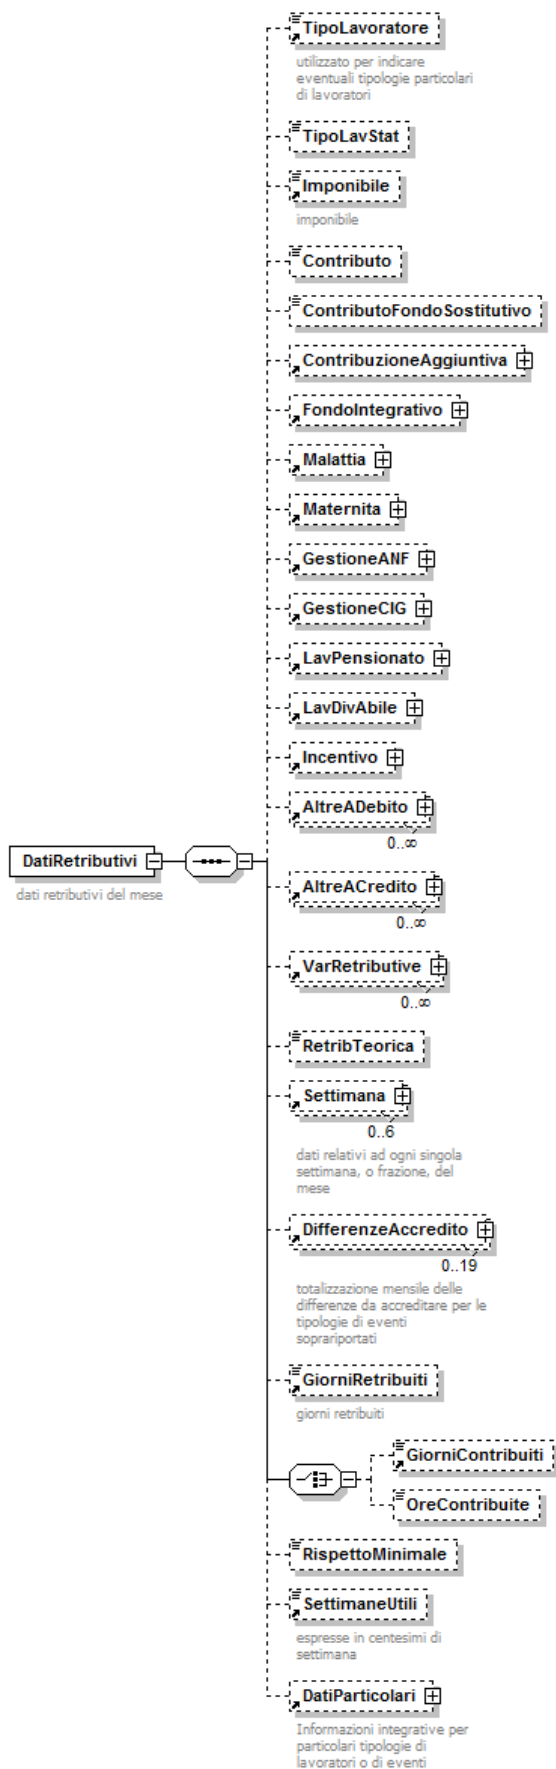 TipoLavoratore
utilizzato per indicare
eventuali tipologie particolari
di lavoratori
TipoLavStat
Imponibile
imponibile
Contributo
ContributoFondoSostitutivo
ContribuzioneAggiuntiva
FondoIntegrativo
Malattia
Maternita
GestioneANF
GestioneCIG
LavPensionato
LavDivAbile
Incentivo
AltreADebito
0..∞
DatiRetributivi
dati retributivi del mese
AltreACredito
0..∞
VarRetributive
0..∞
RetribTeorica
Settimana
0..6
dati relativi ad ogni singola
settimana, o frazione, del
mese
DifferenzeAccredito
0..19
totalizzazione mensile delle
differenze da accreditare per le
tipologie di eventi
soprariportati
GiorniRetribuiti
giorni retribuiti
GiorniContribuiti
OreContribuite
RispettoMinimale
SettimaneUtili
espresse in centesimi di
settimana
DatiParticolari
Informazioni integrative per
particolari tipologie di
lavoratori o di eventi